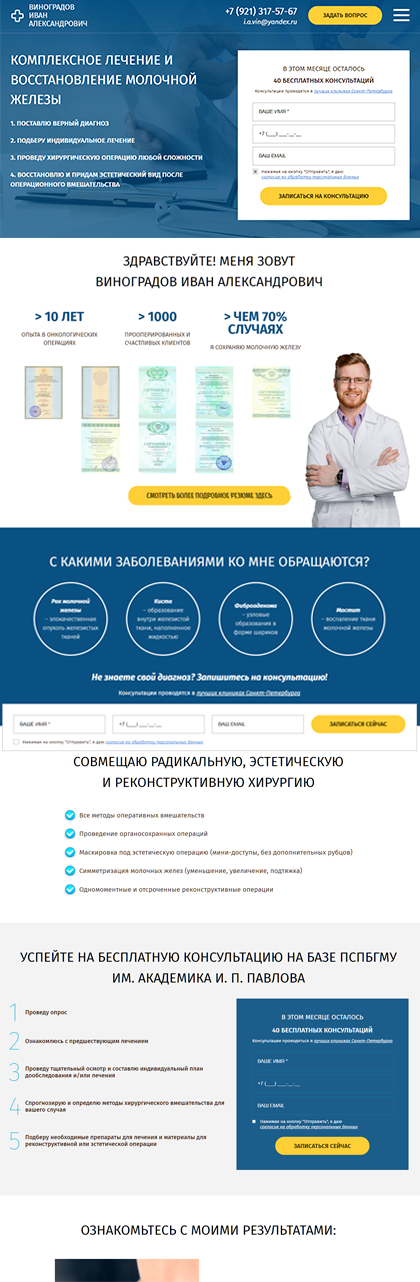 ВИНОГРАДОВ
ИВАН
АЛЕКСАНДРОВИЧ
+7 (921) 317-57-67
i.a.vin@yandex.ru
ЗАДАТЬ ВОПРОС
КОМПЛЕКСНОЕ ЛЕЧЕНИЕ И
ВОССТАНОВЛЕНИЕ МОЛОЧНОЙ
ЖЕЛЕЗЫ
1. ПОСТАВЛЮ ВЕРНЫЙ ДИАГНОЗ
2. ПОДБЕРУ ИНДИВИДУАЛЬНОЕ ЛЕЧЕНИЕ
3. ПРОВЕДУ ХИРУРГИЧЕСКУЮ ОПЕРАЦИЮ ЛЮБОЙ СЛОЖНОСТИ
4. ВОССТАНОВЛЮ И ПРИДАМ ЭСТЕТИЧЕСКИЙ ВИД ПОСЛЕ
ОПЕРАЦИОННОГО ВМЕШАТЕЛЬСТВА
В ЭТОМ МЕСЯЦЕ ОСТАЛОСЬ
40 БЕСПЛАТНЫХ КОНСУЛЬТАЦИЙ
Консультации проводятся в лучших клиниках Санкт-Петербурга
ВАШЕ ИМЯ *
+7 (___) ___-__-__
ВАШ EMAIL
Нажимая на кнопку "Отправить", я даю
согласие на обработку персональных данных
ЗАПИСАТЬСЯ НА КОНСУЛЬТАЦИЮ
ЗДРАВСТВУЙТЕ! МЕНЯ ЗОВУТ
ВИНОГРАДОВ ИВАН АЛЕКСАНДРОВИЧ
> 10 ЛЕТ
ОПЫТА В ОНКОЛОГИЧЕСКИХ
ОПЕРАЦИЯХ
> 1000
ПРООПЕРИРОВАННЫХ И
СЧАСТЛИВЫХ КЛИЕНТОВ
> ЧЕМ 70%
СЛУЧАЯХ
Я СОХРАНЯЮ МОЛОЧНУЮ ЖЕЛЕЗУ
СМОТРЕТЬ БОЛЕЕ ПОДРОБНОЕ РЕЗЮМЕ ЗДЕСЬ
С КАКИМИ ЗАБОЛЕВАНИЯМИ КО МНЕ ОБРАЩАЮТСЯ?
Рак молочной
железы
– злокачественная
опухоль железистых
тканей
Киста
– образование
внутри железистой
ткани, наполненное
жидкостью
Фиброаденома
– узловые
образования в
форме шариков
Мастит
– воспаление ткани
молочной железы
Не знаете свой диагноз? Запишитесь на консультацию!
Консультации проводятся в лучших клиниках Санкт-Петербурга
ВАШЕ ИМЯ *
+7 (___) ___-__-__
ВАШ EMAIL
ЗАПИСАТЬСЯ СЕЙЧАС
Нажимая на кнопку "Отправить", я даю согласие на обработку персональных данных
СОВМЕЩАЮ РАДИКАЛЬНУЮ, ЭСТЕТИЧЕСКУЮ
И РЕКОНСТРУКТИВНУЮ ХИРУРГИЮ
Все методы оперативных вмешательств
Проведение органосохранных операций
Маскировка под эстетическую операцию (мини-доступы, без дополнительных рубцов)
Симметризация молочных желез (уменьшение, увеличение, подтяжка)
Одномоментные и отсроченные реконструктивные операции
УСПЕЙТЕ НА БЕСПЛАТНУЮ КОНСУЛЬТАЦИЮ НА БАЗЕ ПСПБГМУ
ИМ. АКАДЕМИКА И. П. ПАВЛОВА
1 Проведу опрос
2 Ознакомлюсь с предшествующим лечением
3 Проведу тщательный осмотр и составлю индивидуальный план
дообследования и/или лечения
4 Спрогнозирую и определю методы хирургического вмешательства для
вашего случая
5 Подберу необходимые препараты для лечения и материалы для
реконструктивной или эстетической операции
В ЭТОМ МЕСЯЦЕ ОСТАЛОСЬ
40 БЕСПЛАТНЫХ КОНСУЛЬТАЦИЙ
Консультации проводятся в лучших клиниках Санкт-Петербурга
ВАШЕ ИМЯ *
+7 (___) ___-__-__
ВАШ EMAIL
Нажимая на кнопку "Отправить", я даю
согласие на обработку персональных данных
ЗАПИСАТЬСЯ СЕЙЧАС
ОЗНАКОМЬТЕСЬ С МОИМИ РЕЗУЛЬТАТАМИ: